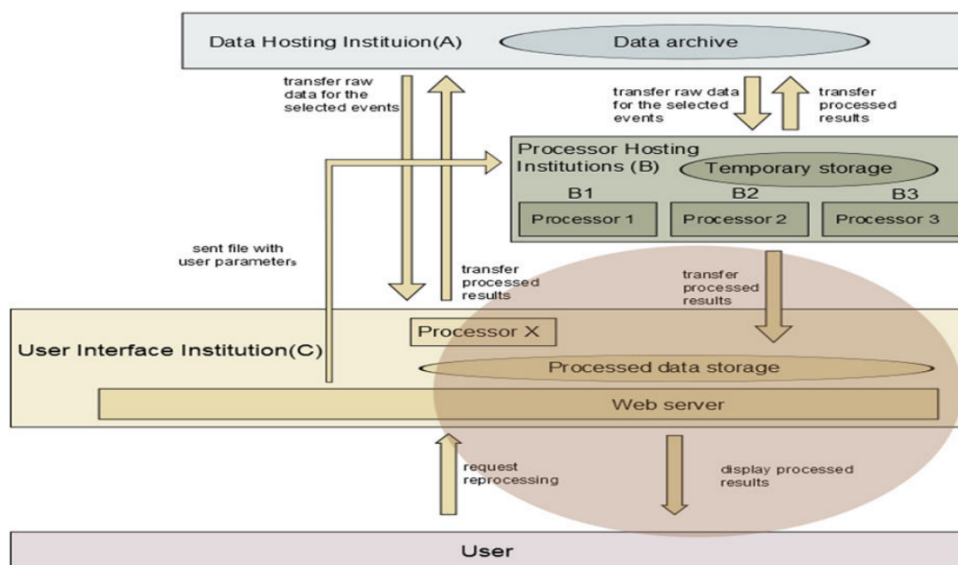 Data Hosting Instituion(A)
Data archive
transfer raw
data for the
selected events
transfer raw data
for the selected
events
transfer
processed
results
Processor Hosting
Institutions (B)
Temporary storage
B1
B2
B3
Processor 1
Processor 2
Processor 3
sent file with
user parameters
transfer
processed
results
transfer
processed
results
Processor X
User Interface Institution(C)
Processed data storage
Web server
request
reprocessing
display processed
results
User